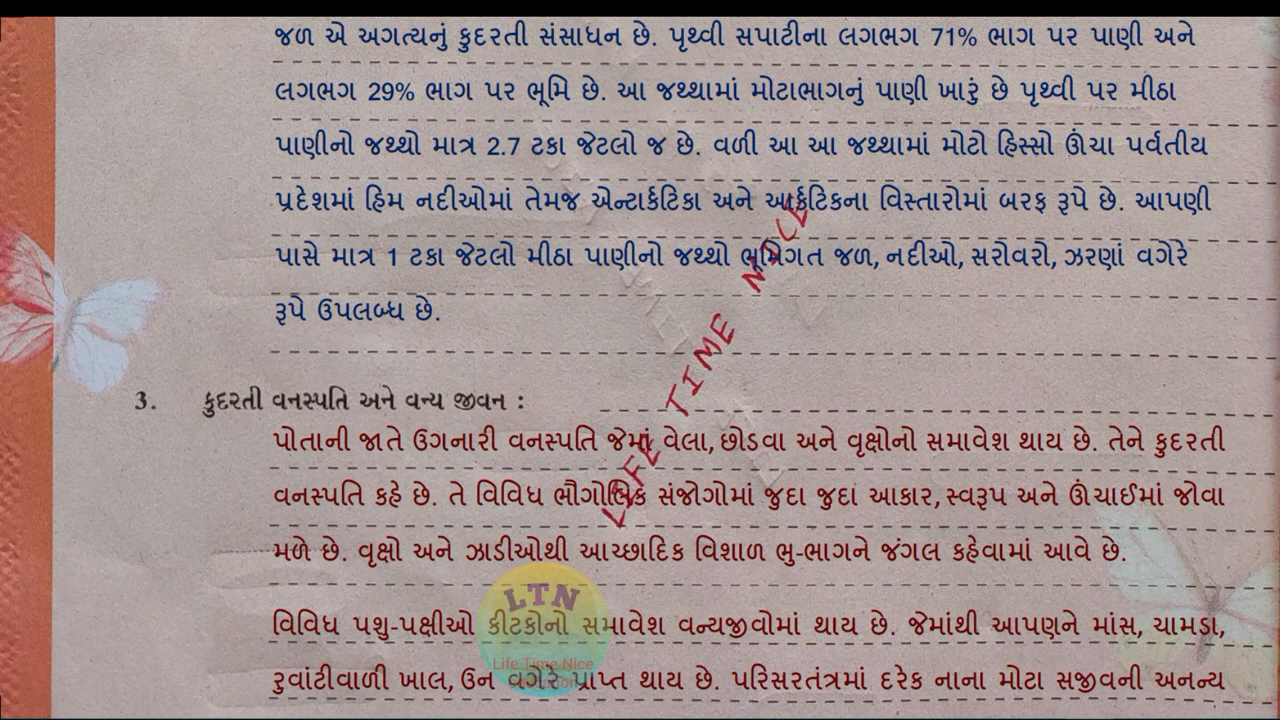 જળ એ અગત્યનું કુદરતી સંસાધન છે. પૃથ્વી સપાટીના લગભગ 71% ભાગ પર પાણી અને
લગભગ 29% ભાગ પર ભૂમિ છે. આ જથ્થામાં મોટાભાગનું પાણી ખારું છે પૃથ્વી પર મીઠા
પાણીનો જથ્થો માત્ર 2.7 ટકા જેટલો જ છે. વળી આ આ જથ્થામાં મોટો હિસ્સો ઊંચા પર્વતીય
પ્રદેશમાં હિમ નદીઓમાં તેમજ એન્ટાર્કટિકા અને આર્કટિકના વિસ્તારોમાં બરફ રૂપે છે. આપણી
પાસે માત્ર 1 ટકા જેટલો મીઠા પાણીનો જથ્થો ભૂમિગત જળ, નદીઓ, સરોવરો, ઝરણાં વગેરે
રૂપે ઉપલબ્ધ છે.
3. કુદરતી વનસ્પતિ અને વન્ય જીવન :
પોતાની જાતે ઉગનારી વનસ્પતિ જેમાં વેલા, છોડવા અને વૃક્ષોનો સમાવેશ થાય છે. તેને કુદરતી
વનસ્પતિ કહે છે. તે વિવિધ ભૌગોલિક સંજોગોમાં જુદા જુદા આકાર, સ્વરૂપ અને ઊંચાઈમાં જોવા
મળે છે. વૃક્ષો અને ઝાડીઓથી આચ્છાદિક વિશાળ ભુ-ભાગને જંગલ કહેવામાં આવે છે.
વિવિધ પશુ-પક્ષીઓ કીટકોનો સમાવેશ વન્યજીવોમાં થાય છે. જેમાંથી આપણને માંસ, ચામડા,
રુવાંટીવાળી ખાલ, ઉન વગેરે પ્રાપ્ત થાય છે. પરિસરતંત્રમાં દરેક નાના મોટા સજીવની અનન્ય
LIFE TIME NICE
LTN
Life Time Nice